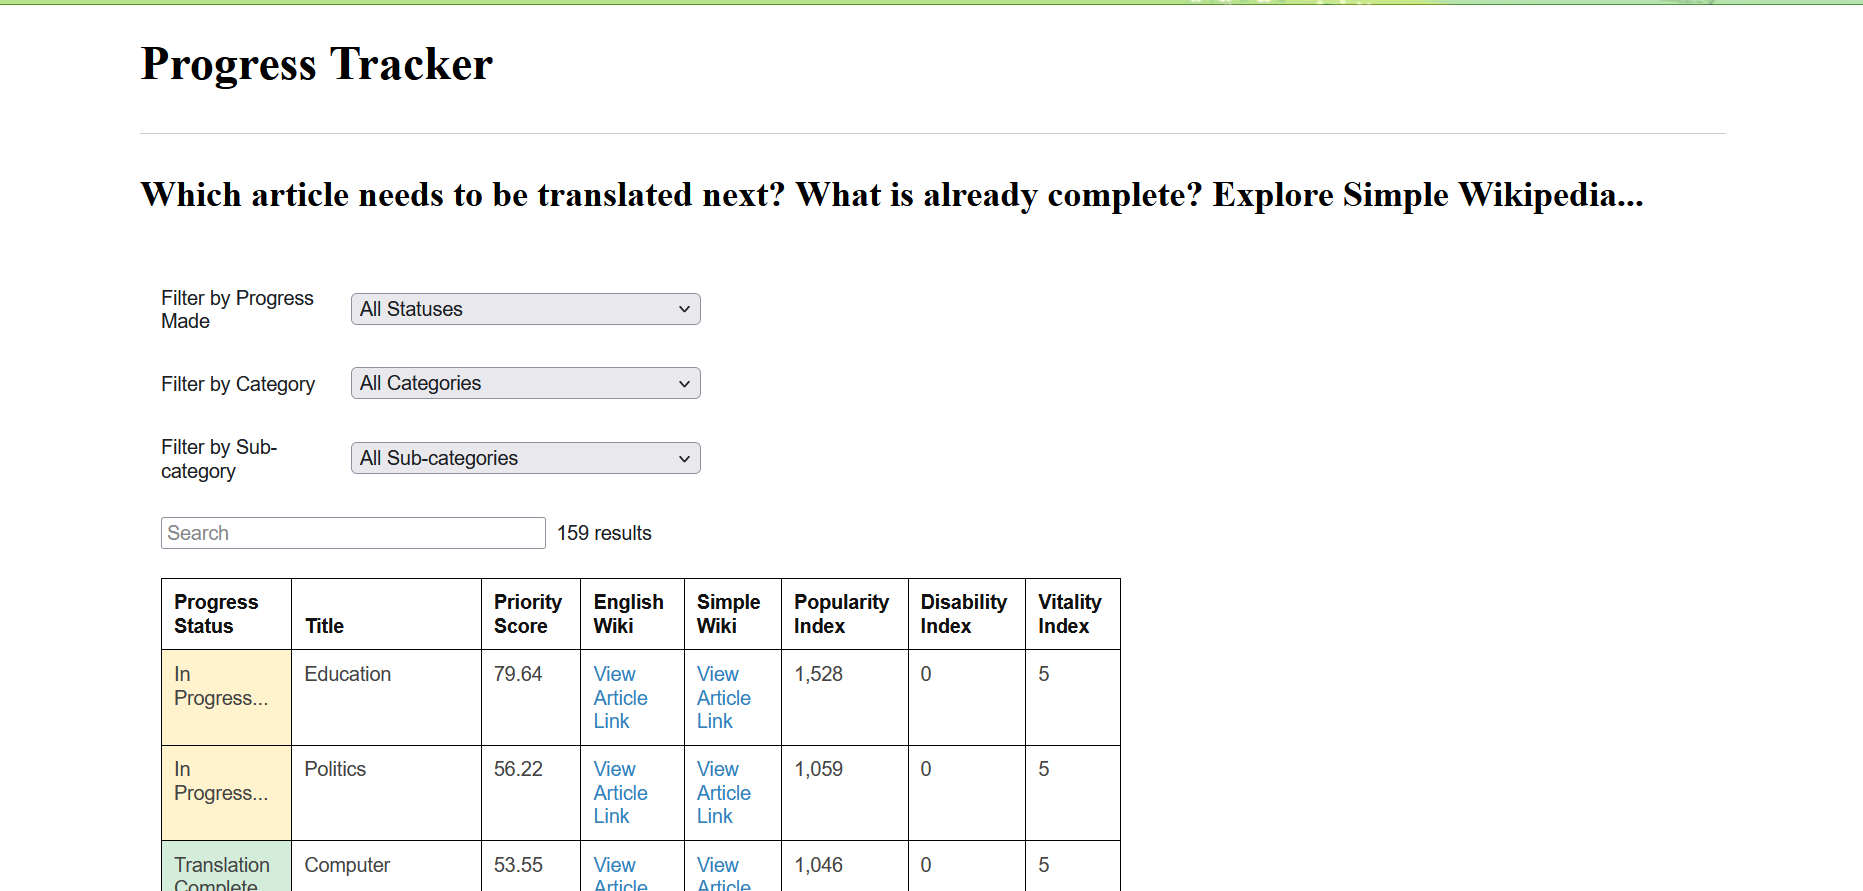 Progress Tracker
Which article needs to be translated next? What is already complete? Explore Simple Wikipedia...
Filter by Progress
Made
All Statuses
Filter by Category
All Categories
Filter by Sub-
category
All Sub-categories
Search
159 results
Progress Status
Title
Priority Score
English Wiki
Simple Wiki
Popularity Index
Disability Index
Vitality Index
In Progress...
Education
79.64
View Article Link
View Article Link
1,528
0
5
In Progress...
Politics
56.22
View Article Link
View Article Link
1,059
0
5
Translation Complete
Computer
53.55
View Article
View Article
1,046
0
5